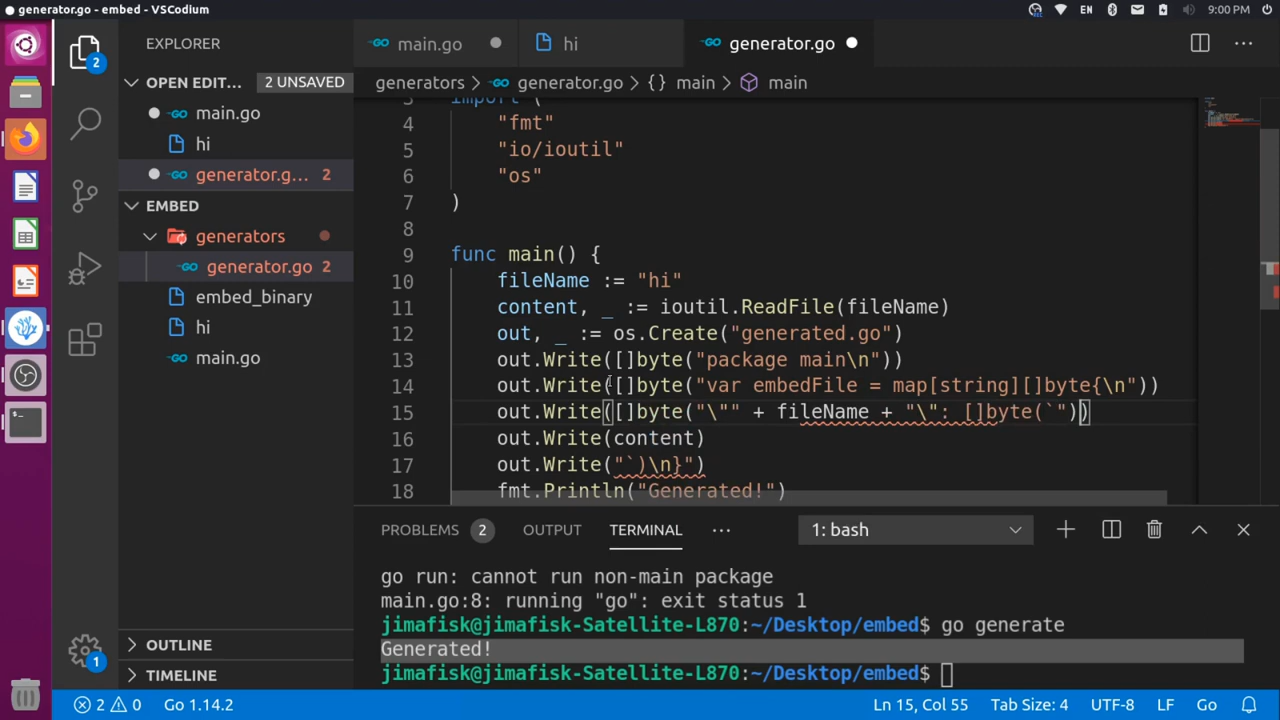 generator.go - embed - VSCodium
EN 9:00 PM
EXPLORER
main.go
hi
generator.go
OPEN EDIT... 2 UNSAVED
generators > generator.go > {} main > main
main.go
hi
generator.g... 2
EMBED
generators
generator.go 2
embed_binary
hi
main.go
OUTLINE
TIMELINE
2
1
3 import (
4 "fmt"
5 "io/ioutil"
6 "os"
7 )
8
9 func main() {
10 fileName := "hi"
11 content, _ := ioutil.ReadFile(fileName)
12 out, _ := os.Create("generated.go")
13 out.Write([]byte("package main\n"))
14 out.Write([]byte("var embedFile = map[string][]byte{\n"))
15 out.Write([]byte("\"" + fileName + "\": []byte(`"))
16 out.Write(content)
17 out.Write("`)\n}")
18 fmt.Println("Generated!")
PROBLEMS 2 OUTPUT TERMINAL ... 1: bash
go run: cannot run non-main package
main.go:8: running "go": exit status 1
jimafisk@jimafisk-Satellite-L870:~/Desktop/embed$ go generate
Generated!
jimafisk@jimafisk-Satellite-L870:~/Desktop/embed$
2 0 Go 1.14.2 Ln 15, Col 55 Tab Size: 4 UTF-8 LF Go